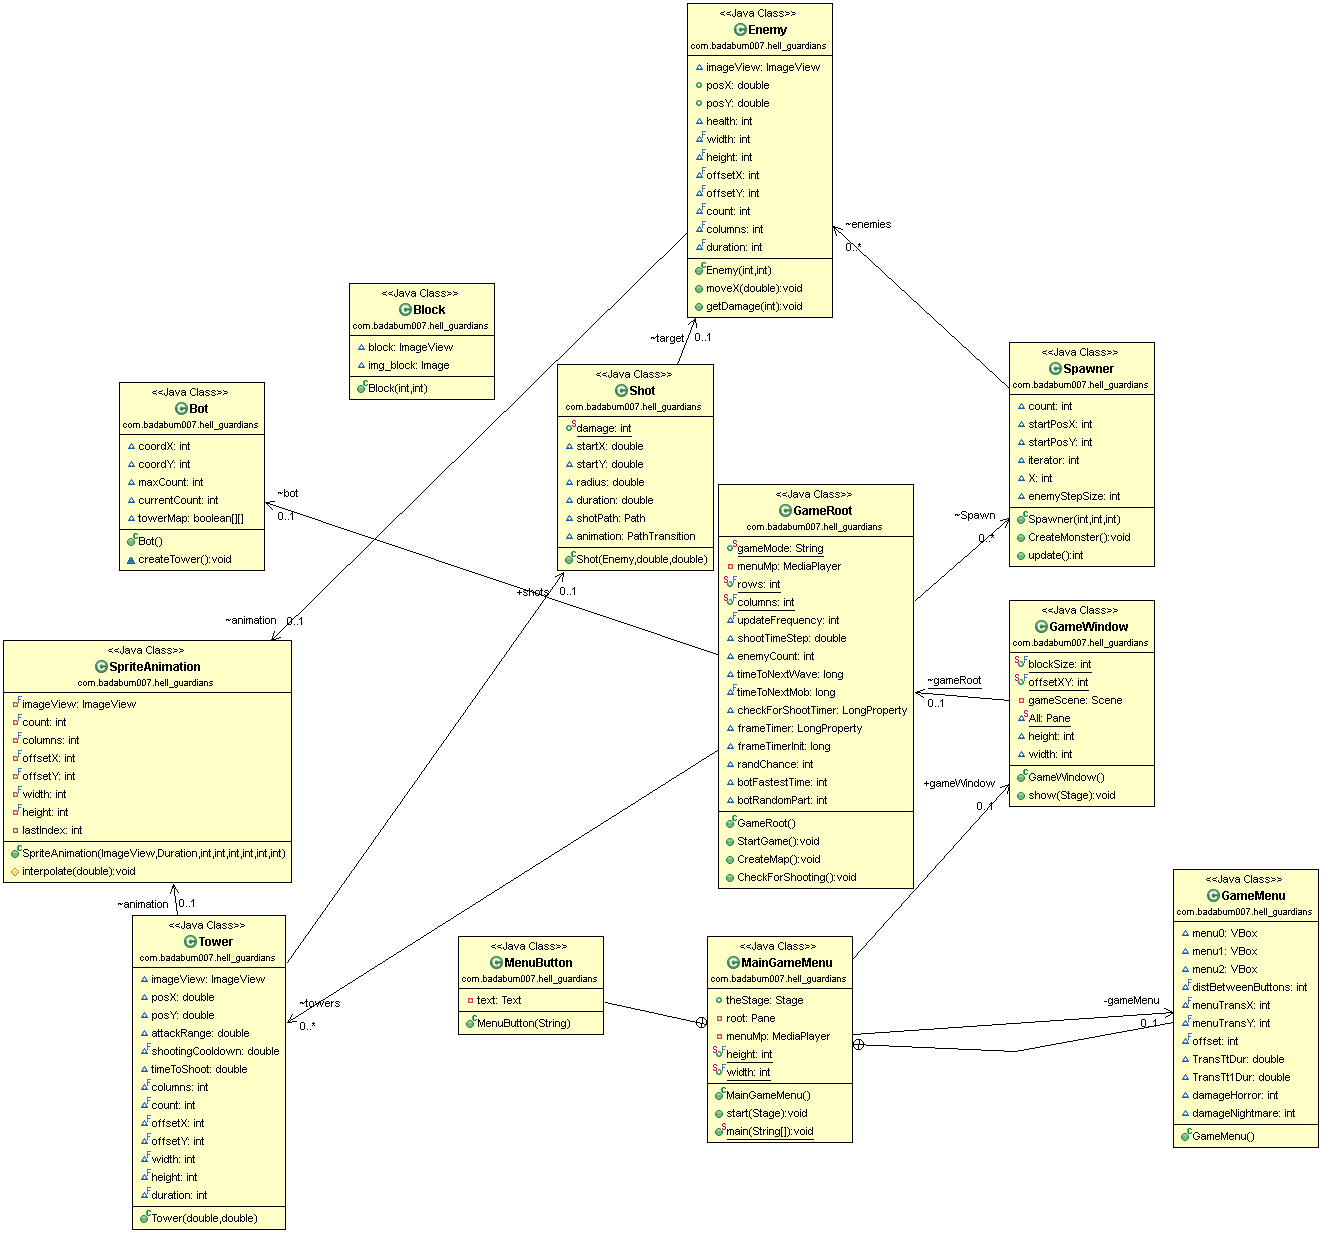 <<Java Class>>
Enemy
com.badabum007.hell_guardians
imageView: ImageView
posX: double
posY: double
health: int
width: int
height: int
offsetX: int
offsetY: int
count: int
columns: int
duration: int
Enemy(int,int)
moveX(double):void
getDamage(int):void
~enemies
0..*
<<Java Class>>
Block
com.badabum007.hell_guardians
block: ImageView
img_block: Image
Block(int,int)
~target
0..1
<<Java Class>>
Spawner
com.badabum007.hell_guardians
count: int
startPosX: int
startPosY: int
iterator: int
X: int
enemyStepSize: int
Spawner(int,int,int)
CreateMonster():void
update():int
<<Java Class>>
Shot
com.badabum007.hell_guardians
damage: int
startX: double
startY: double
radius: double
duration: double
shotPath: Path
animation: PathTransition
Shot(Enemy,double,double)
<<Java Class>>
Bot
com.badabum007.hell_guardians
coordX: int
coordY: int
maxCount: int
currentCount: int
towerMap: boolean[][]
Bot()
createTower():void
~bot
0..1
<<Java Class>>
GameRoot
com.badabum007.hell_guardians
gameMode: String
menuMp: MediaPlayer
rows: int
columns: int
updateFrequency: int
shootTimeStep: double
enemyCount: int
timeToNextWave: long
timeToNextMob: long
checkForShootTimer: LongProperty
frameTimer: LongProperty
frameTimerInit: long
randChance: int
botFastestTime: int
botRandomPart: int
GameRoot()
StartGame():void
CreateMap():void
CheckForShooting():void
~Spawn
0..*
+shots
0..1
~animation
0..1
<<Java Class>>
GameWindow
com.badabum007.hell_guardians
blockSize: int
offsetXY: int
gameScene: Scene
All: Pane
height: int
width: int
GameWindow()
show(Stage):void
~gameRoot
0..1
<<Java Class>>
SpriteAnimation
com.badabum007.hell_guardians
imageView: ImageView
count: int
columns: int
offsetX: int
offsetY: int
width: int
height: int
lastIndex: int
SpriteAnimation(ImageView,Duration,int,int,int,int,int,int)
interpolate(double):void
+gameWindow
0..1
~animation
0..1
<<Java Class>>
Tower
com.badabum007.hell_guardians
imageView: ImageView
posX: double
posY: double
attackRange: double
shootingCooldown: double
timeToShoot: double
columns: int
count: int
offsetX: int
offsetY: int
width: int
height: int
duration: int
Tower(double,double)
~towers
0..*
<<Java Class>>
MenuButton
com.badabum007.hell_guardians
text: Text
MenuButton(String)
<<Java Class>>
MainGameMenu
com.badabum007.hell_guardians
theStage: Stage
root: Pane
menuMp: MediaPlayer
height: int
width: int
MainGameMenu()
start(Stage):void
main(String[]):void
-gameMenu
0..1
<<Java Class>>
GameMenu
com.badabum007.hell_guardians
menu0: VBox
menu1: VBox
menu2: VBox
distBetweenButtons: int
menuTransX: int
menuTransY: int
offset: int
TransTtDur: double
TransTt1Dur: double
damageHorror: int
damageNightmare: int
GameMenu()